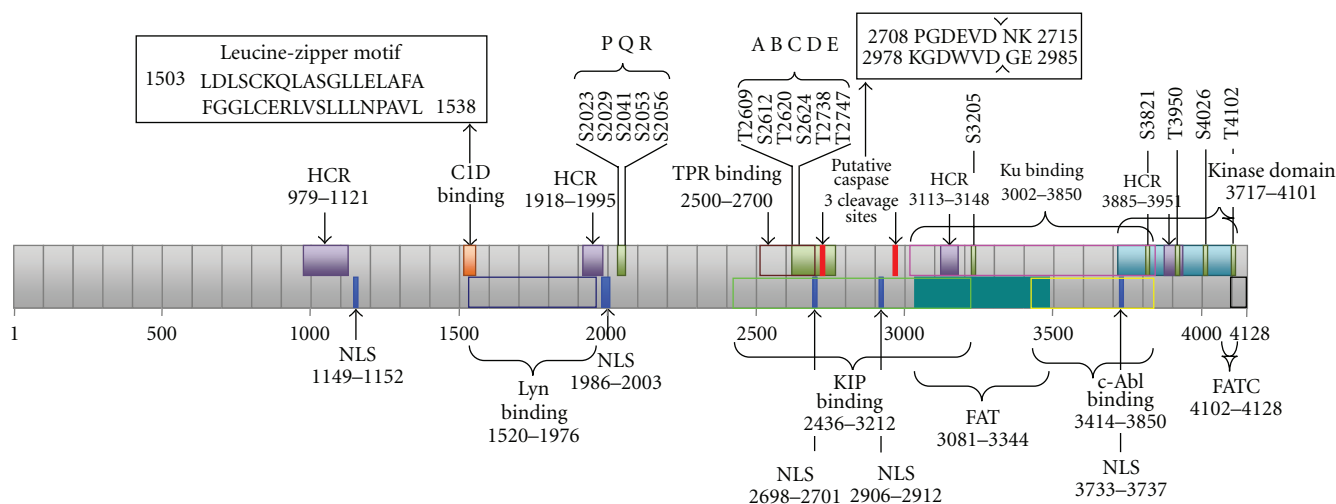 Leucine-zipper motif
1503 LDLSCKQLASGLLELAFA
FGGLCERLVSLLLNPAVL 1538
P Q R
A B C D E
2708 PGDEVD NK 2715
2978 KGDWVD GE 2985
S2023
S2029
S2041
S2053
S2056
T2609
S2612
T2620
S2624
T2638
T2647
S3205
S3821
T3950
S4026
T4102
HCR
979–1121
C1D
binding
HCR
1918–1995
TPR binding
2500–2700
Putative
caspase
3 cleavage
sites
HCR
3113–3148
Ku binding
3002–3850
HCR
3885–3951
Kinase domain
3717–4101
1 500 1000 1500 2000 2500 3000 3500 4000 4128
NLS
1149–1152
Lyn
binding
1520–1976
NLS
1986–2003
KIP
binding
2436–3212
FAT
3081–3344
c-Abl
binding
3414–3850
FATC
4102–4128
NLS
2698–2701
NLS
2906–2912
NLS
3733–3737